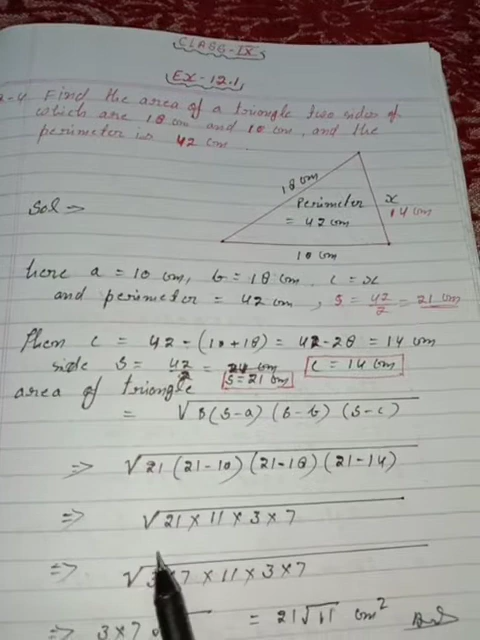 CLASS-IX
Ex-12.1
Q-4 Find the area of a triangle two sides of
which are 18 cm and 10 cm, and the
perimeter is 42 cm.
Sol ⇒
18 cm
Perimeter
= 42 cm
x
14 cm
10 cm
here a = 10 cm, b = 18 cm c = x
and perimeter = 42 cm, S = 42/2 = 21 cm
Then c = 42 - (10+18) = 42-28 = 14 cm
side S = 42/2 = 21 cm c = 14 cm
S = 21 cm
area of triangle
= √S(S-a) (S-b) (S-c)
⇒ √21 (21-10) (21-18) (21-14)
⇒ √21 × 11 × 3 × 7
⇒ √3 × 7 × 11 × 3 × 7
⇒ 3×7 = 21√11 cm² Ans